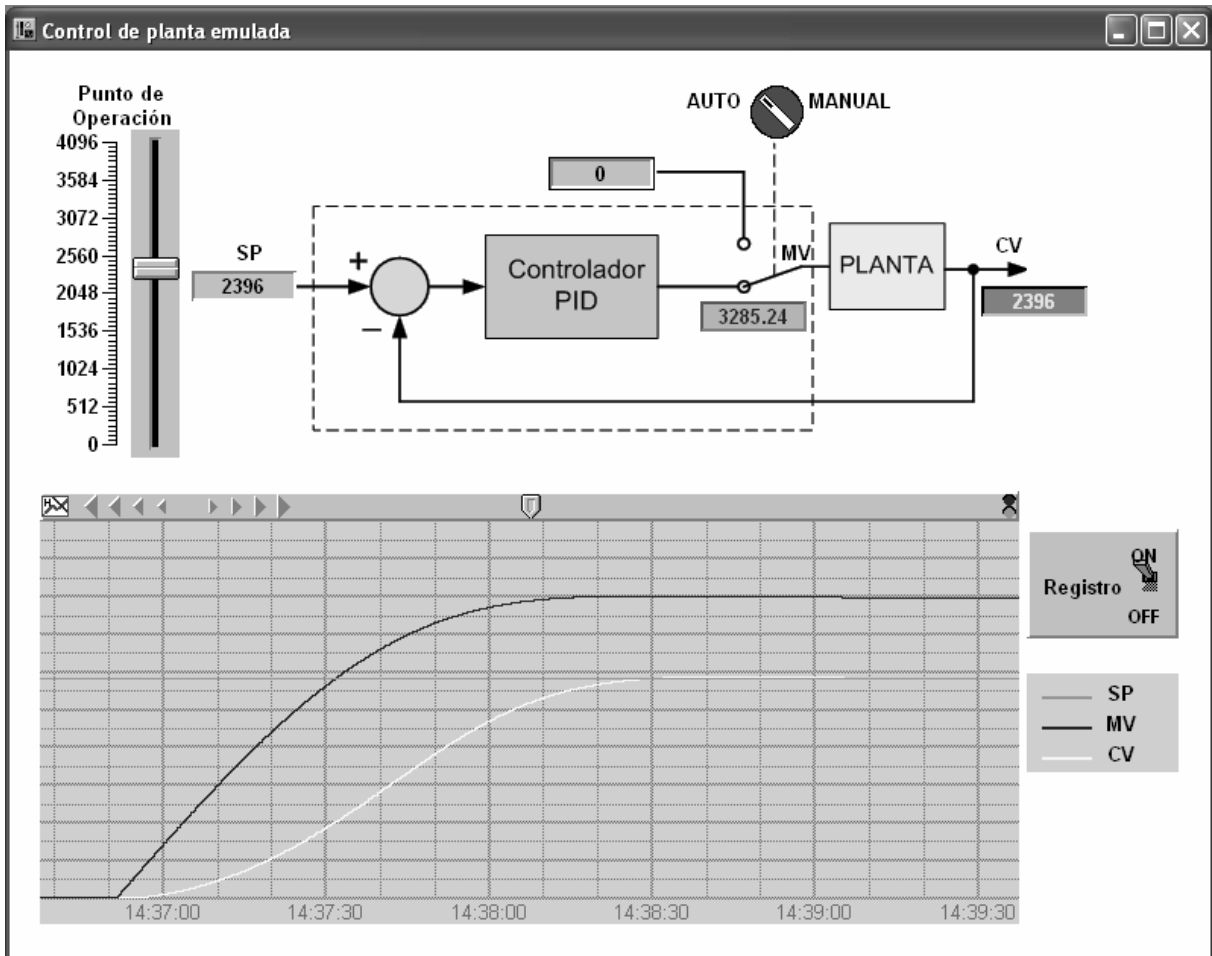 Control de planta emulada
Punto de
Operación
4096
3584
3072
2560
2048
1536
1024
512
0
SP
2396
AUTO
MANUAL
0
+
−
Controlador
PID
MV
3285.24
PLANTA
CV
2396
H
14:37:00
14:37:30
14:38:00
14:38:30
14:39:00
14:39:30
ON
Registro
OFF
SP
MV
CV